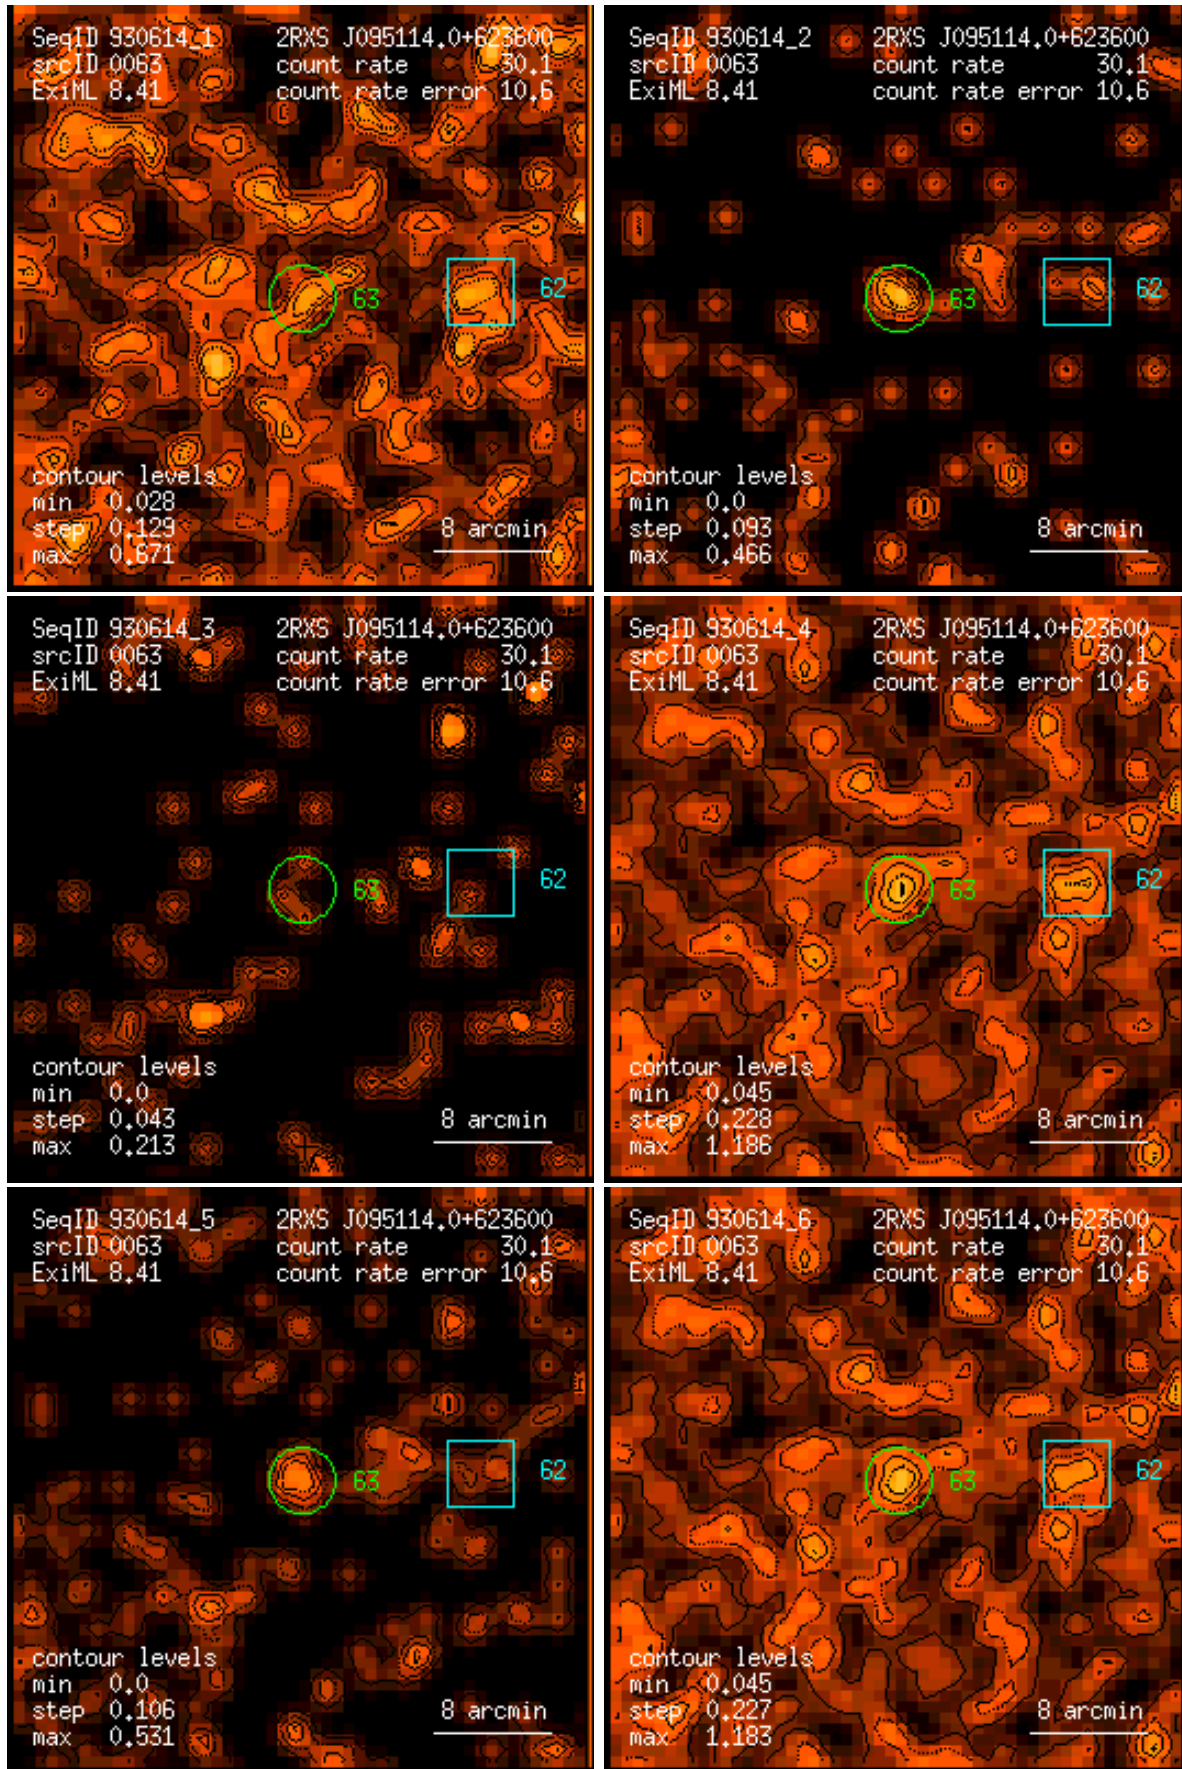 SeqID 930614_1 2RXS J095114.0+623600
srcID 0063 count rate 30.1
ExiML 8.41 count rate error 10.6
63
62
contour levels
min 0.028
step 0.129 8 arcmin
max 0.671
SeqID 930614_2 2RXS J095114.0+623600
srcID 0063 count rate 30.1
ExiML 8.41 count rate error 10.6
63
62
contour levels
min 0.0
step 0.093 8 arcmin
max 0.466
SeqID 930614_3 2RXS J095114.0+623600
srcID 0063 count rate 30.1
ExiML 8.41 count rate error 10.6
63
62
contour levels
min 0.0
step 0.043 8 arcmin
max 0.213
SeqID 930614_4 2RXS J095114.0+623600
srcID 0063 count rate 30.1
ExiML 8.41 count rate error 10.6
63
62
contour levels
min 0.045
step 0.228 8 arcmin
max 1.186
SeqID 930614_5 2RXS J095114.0+623600
srcID 0063 count rate 30.1
ExiML 8.41 count rate error 10.6
63
62
contour levels
min 0.0
step 0.106 8 arcmin
max 0.531
SeqID 930614_6 2RXS J095114.0+623600
srcID 0063 count rate 30.1
ExiML 8.41 count rate error 10.6
63
62
contour levels
min 0.045
step 0.227 8 arcmin
max 1.183